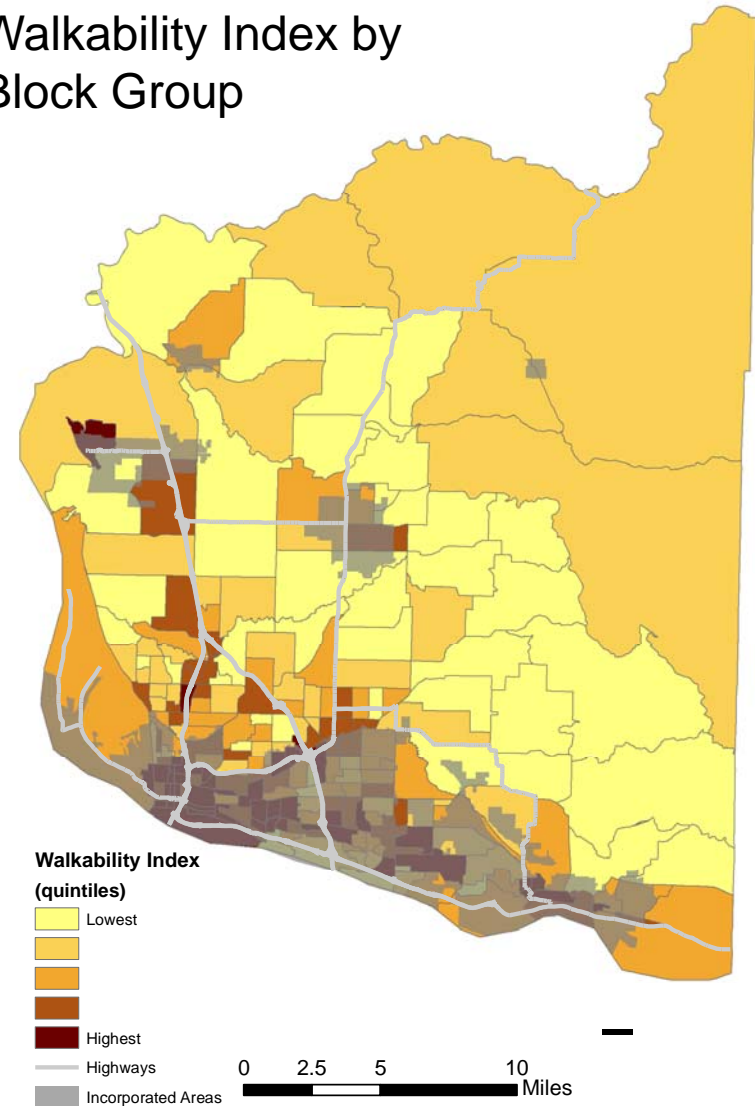 Walkability Index by
Block Group
Walkability Index
(quintiles)
Lowest
Highest
Highways
Incorporated Areas
0 2.5 5 10
Miles